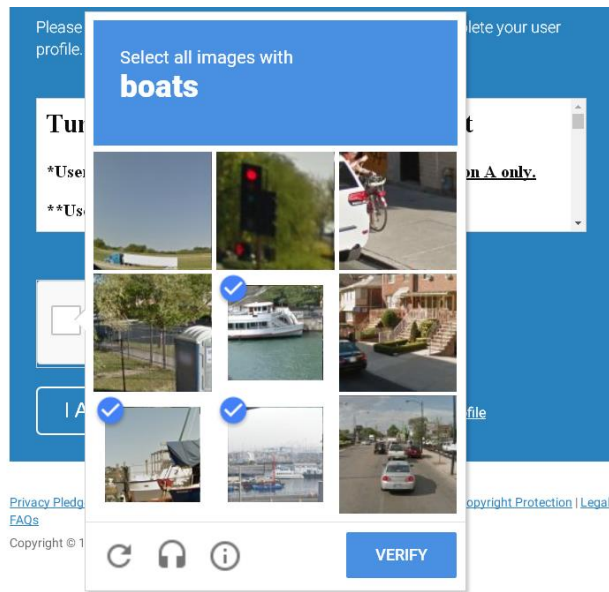 Please
lete your user
profile.
Select all images with
boats
Tur
t
*User
on A only.
**Us
I A
file
Privacy Pledg
opyright Protection | Legal
FAQs
Copyright © 1
VERIFY